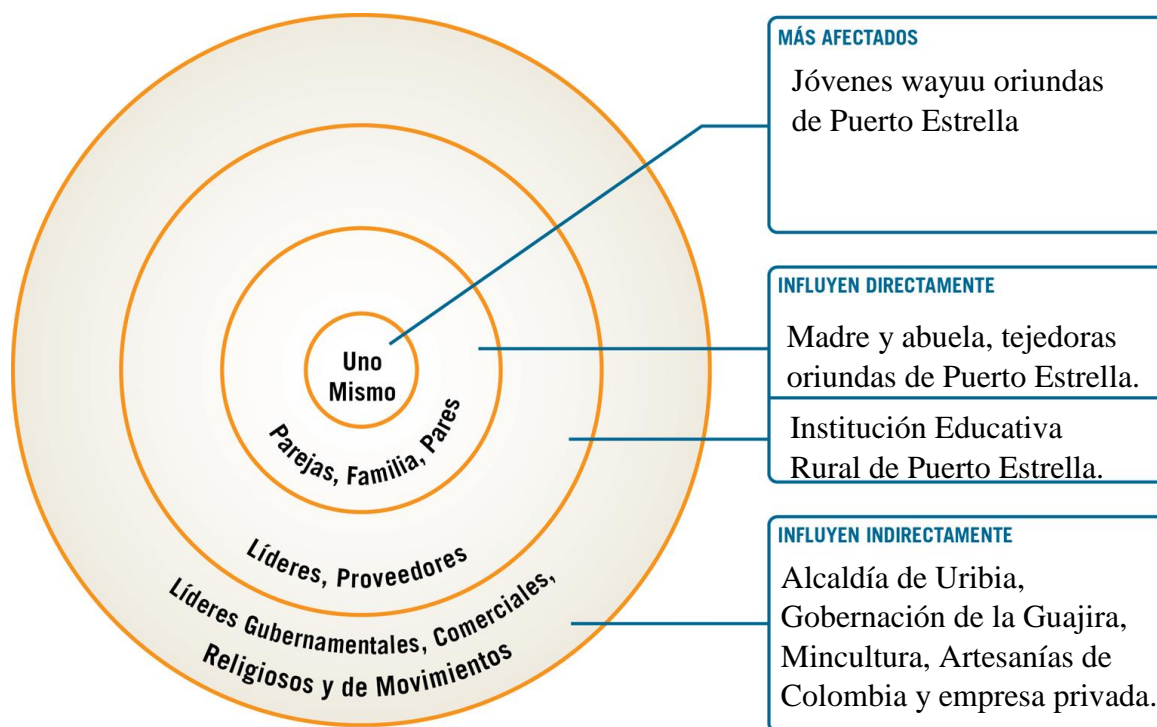 MÁS AFECTADOS
Jóvenes wayuu oriundas
de Puerto Estrella
INFLUYEN DIRECTAMENTE
Madre y abuela, tejedoras
oriundas de Puerto Estrella.
Institución Educativa
Rural de Puerto Estrella.
INFLUYEN INDIRECTAMENTE
Alcaldía de Uribia,
Gobernación de la Guajira,
Mincultura, Artesanías de
Colombia y empresa privada.
Uno
Mismo
Parejas, Familia, Pares
Líderes, Proveedores
Líderes Gubernamentales, Comerciales,
Religiosos y de Movimientos